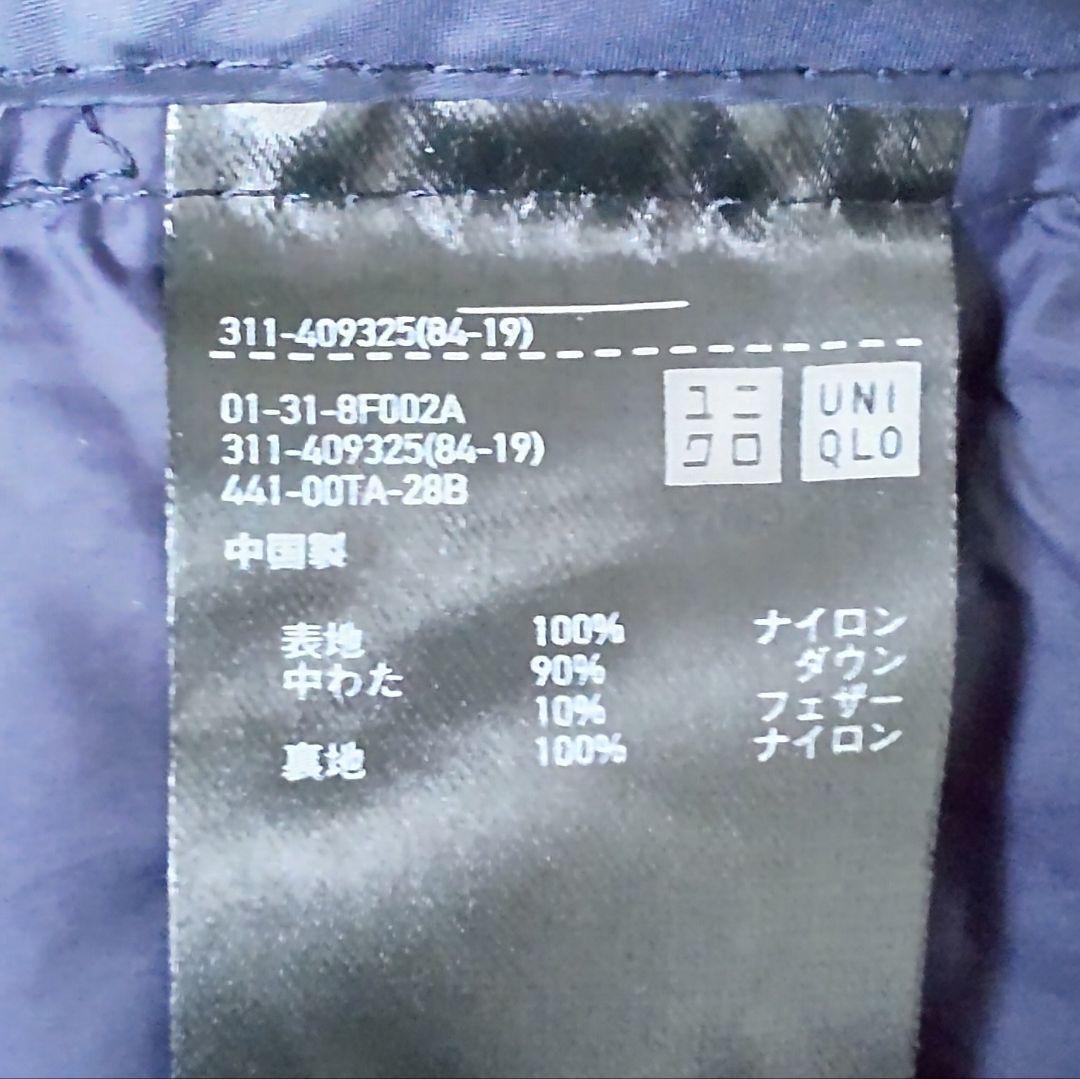 311-409325(84-19)
ユニ
クロ
UNI
QLO
01-31-8F002A
311-409325(84-19)
441-00TA-28B
中国製
表地 100% ナイロン
中わた 90% ダウン
10% フェザー
裏地 100% ナイロン